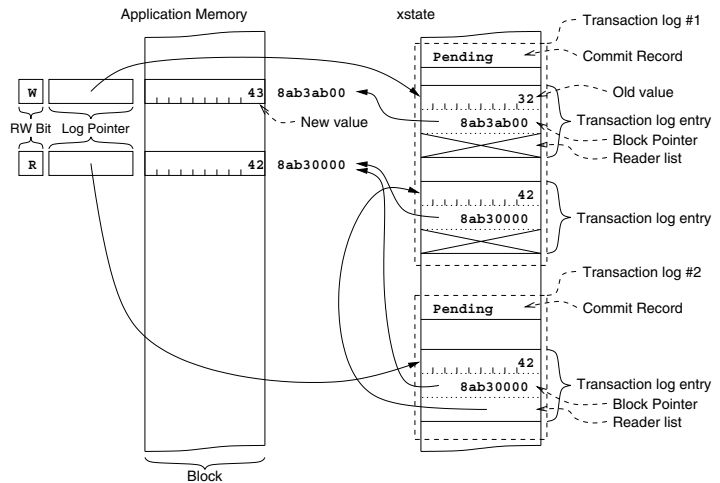 Application Memory
xstate
Transaction log #1
Pending
Commit Record
W
43
8ab3ab00
32
Old value
RW Bit
Log Pointer
New value
8ab3ab00
Transaction log entry
Block Pointer
Reader list
R
42
8ab30000
42
8ab30000
Transaction log entry
Transaction log #2
Pending
Commit Record
42
8ab30000
Transaction log entry
Block Pointer
Reader list
Block